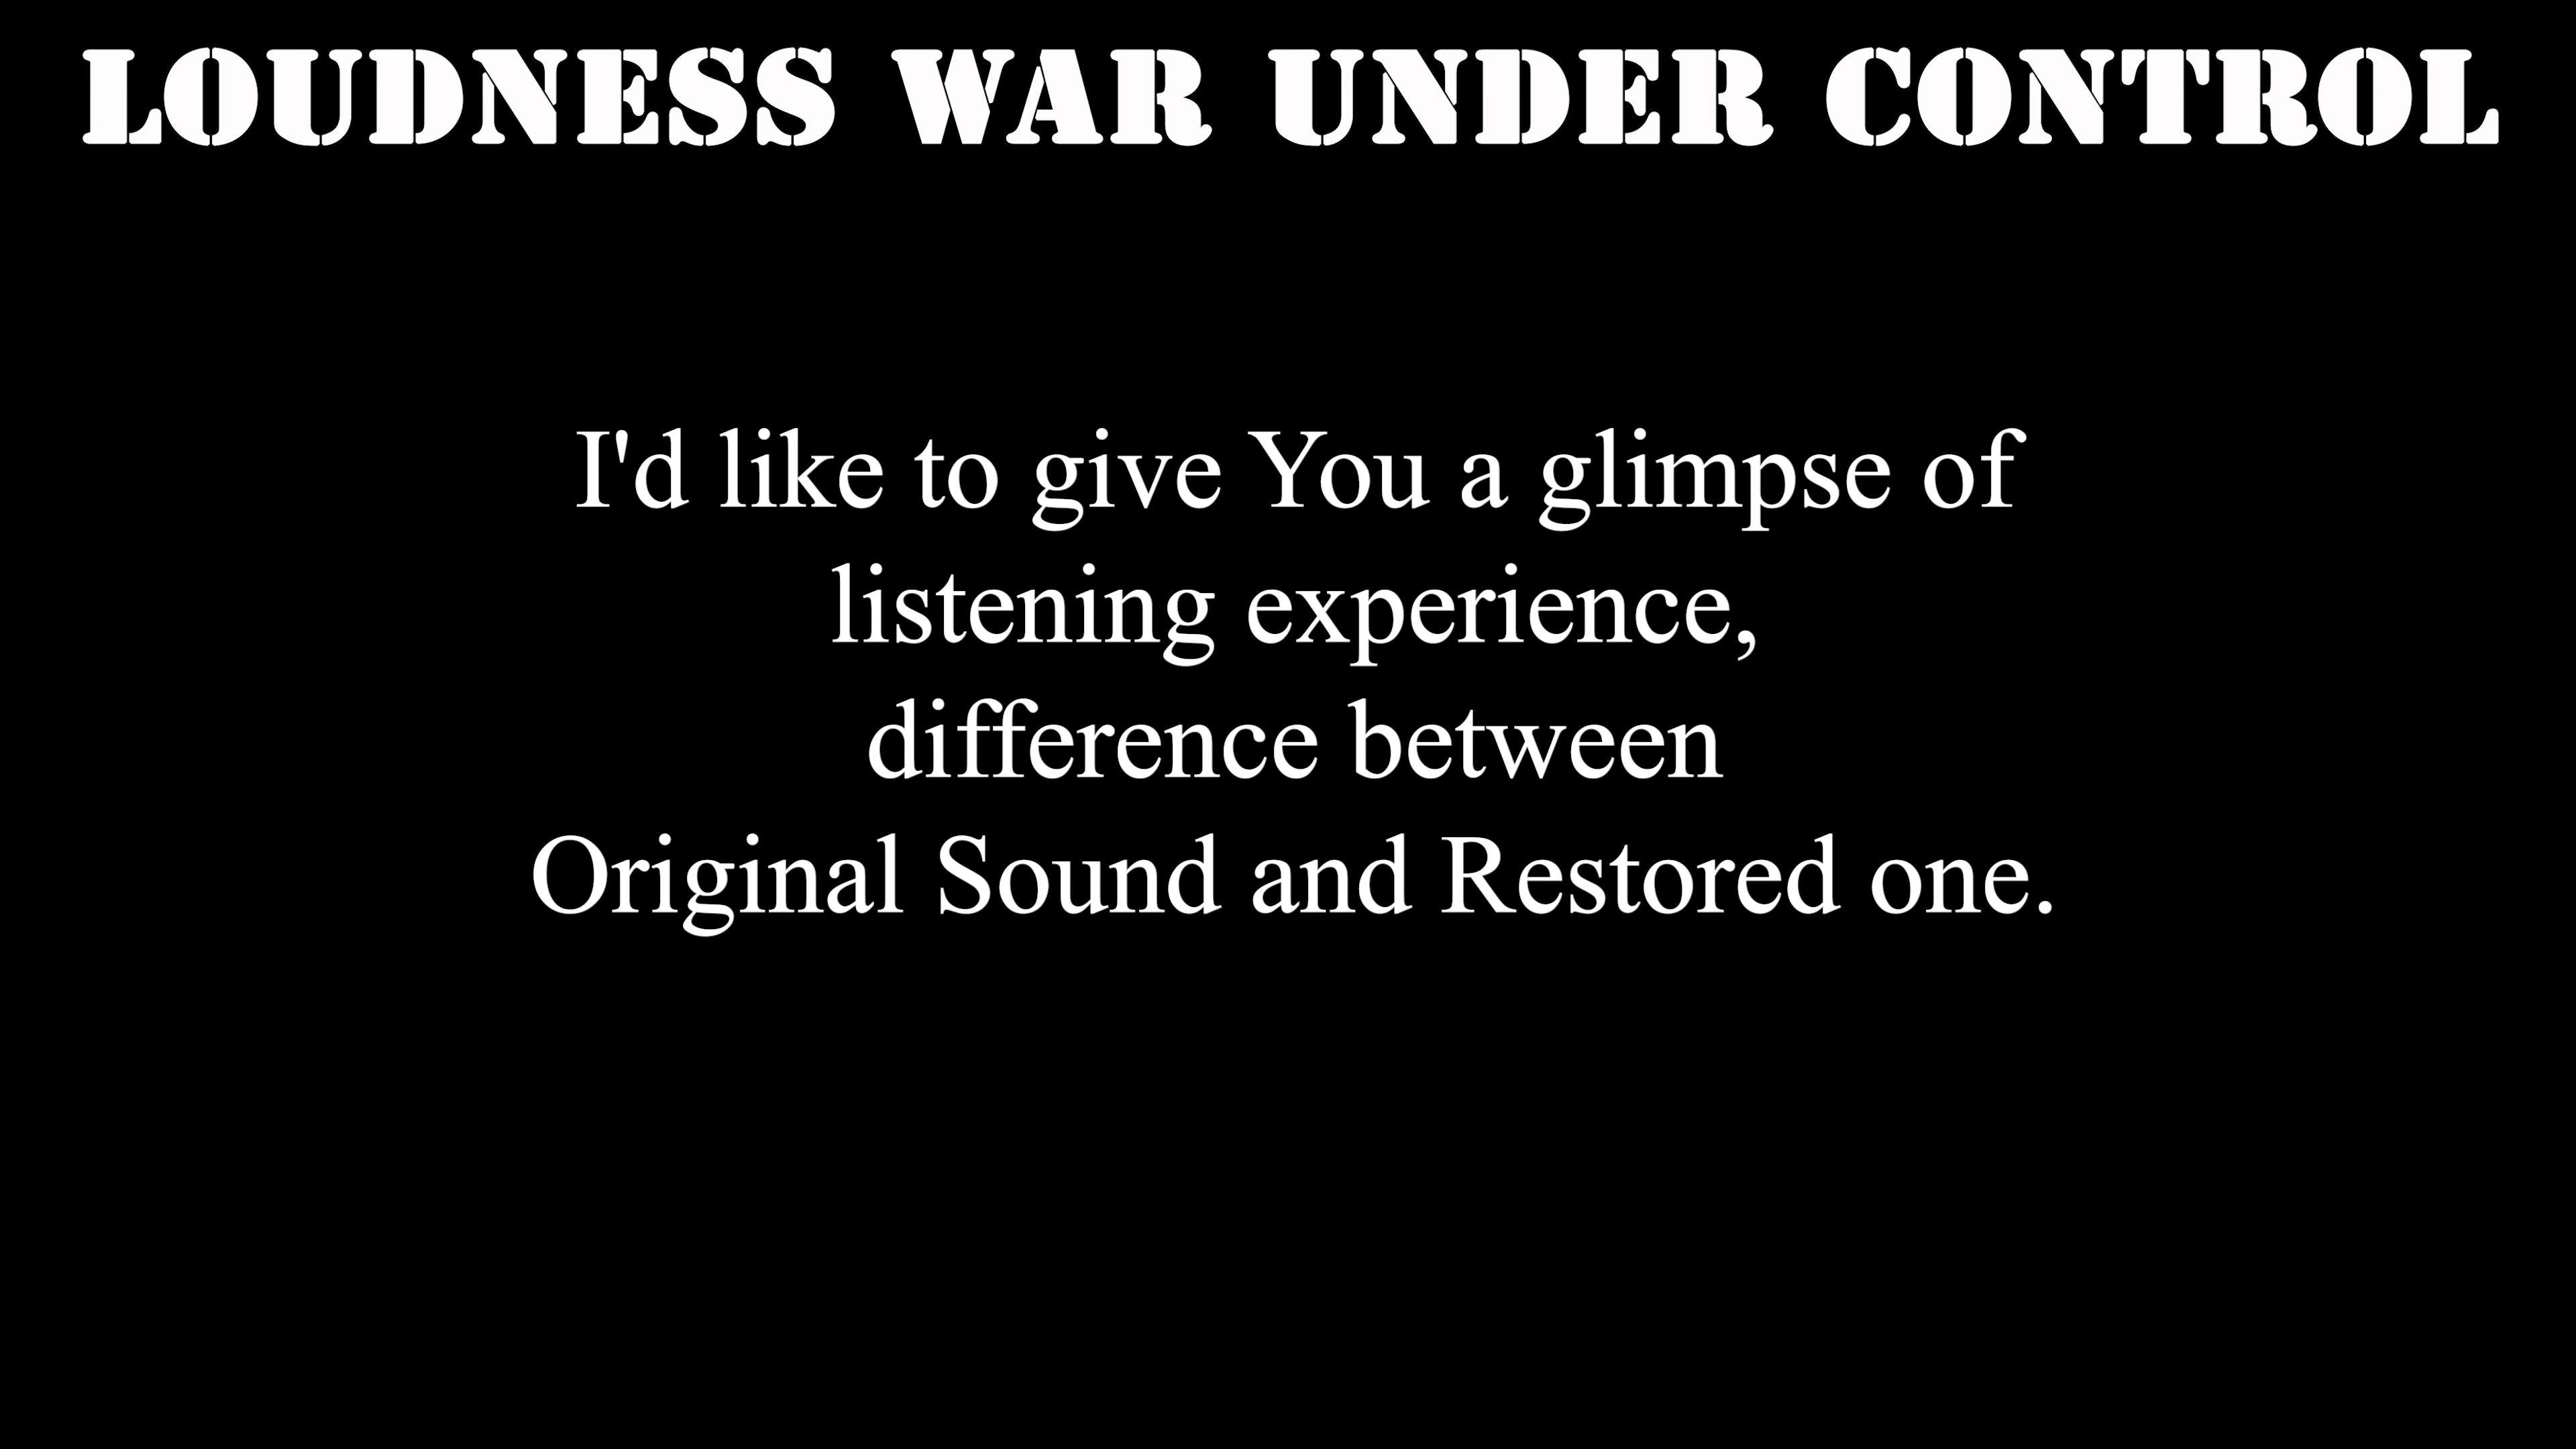 LOUDNESS WAR UNDER CONTROL
I'd like to give You a glimpse of
listening experience,
difference between
Original Sound and Restored one.